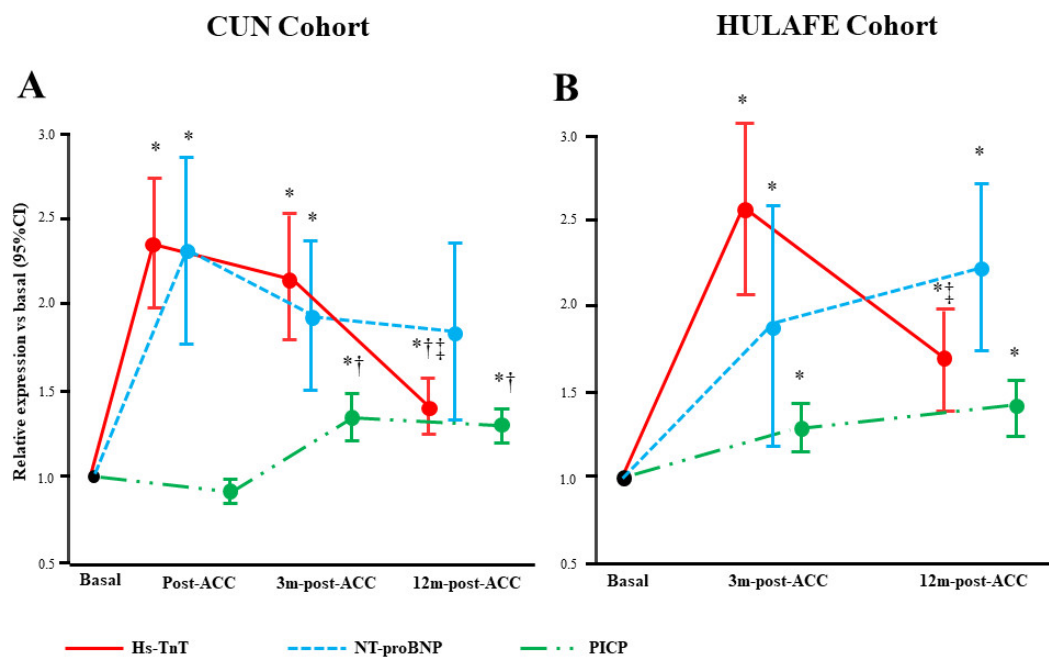 CUN Cohort
HULAFE Cohort
A
B
Relative expression vs basal (95%CI)
3.0
2.5
2.0
1.5
1.0
0.5
* * * * *† *†‡ *†
Basal Post-ACC 3m-post-ACC 12m-post-ACC
3.0
2.5
2.0
1.5
1.0
0.5
* * * *‡ * *
Basal 3m-post-ACC 12m-post-ACC
Hs-TnT NT-proBNP PICP